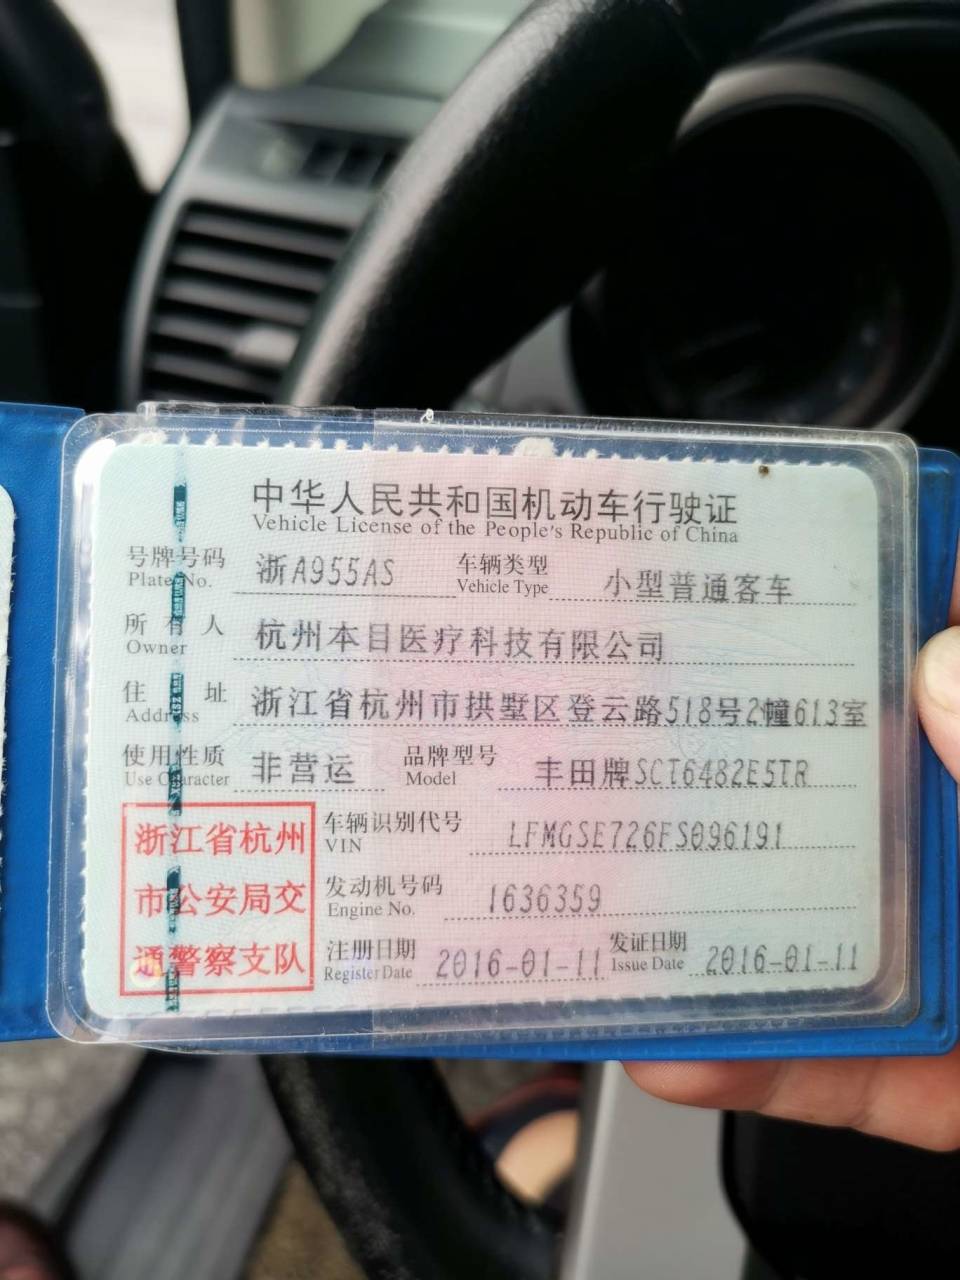 中华人民共和国机动车行驶证
Vehicle License of the People's Republic of China
号牌号码 浙A955AS 车辆类型 小型普通客车
Plate No. Vehicle Type
所有人 杭州本目医疗科技有限公司
Owner
住址 浙江省杭州市拱墅区登云路518号2幢613室
Address
使用性质 非营运 品牌型号 丰田牌SCT6482E5TR
Use Character Model
浙江省杭州
市公安局交
通警察支队
车辆识别代号 LFMGSE726FS096191
VIN
发动机号码 1636359
Engine No.
注册日期 2016-01-11 发证日期 2016-01-11
Register Date Issue Date